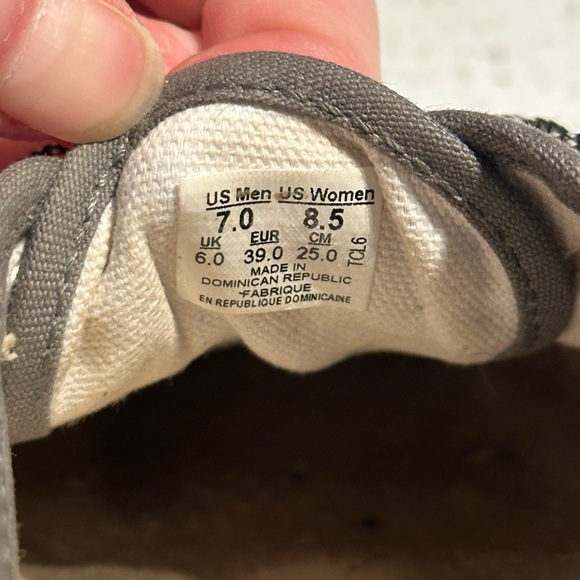 US Men US Women
7.0 8.5
UK EUR CM
6.0 39.0 25.0
TCL6
MADE IN
DOMINICAN REPUBLIC
FABRIQUE
EN REPUBLIQUE DOMINICAINE